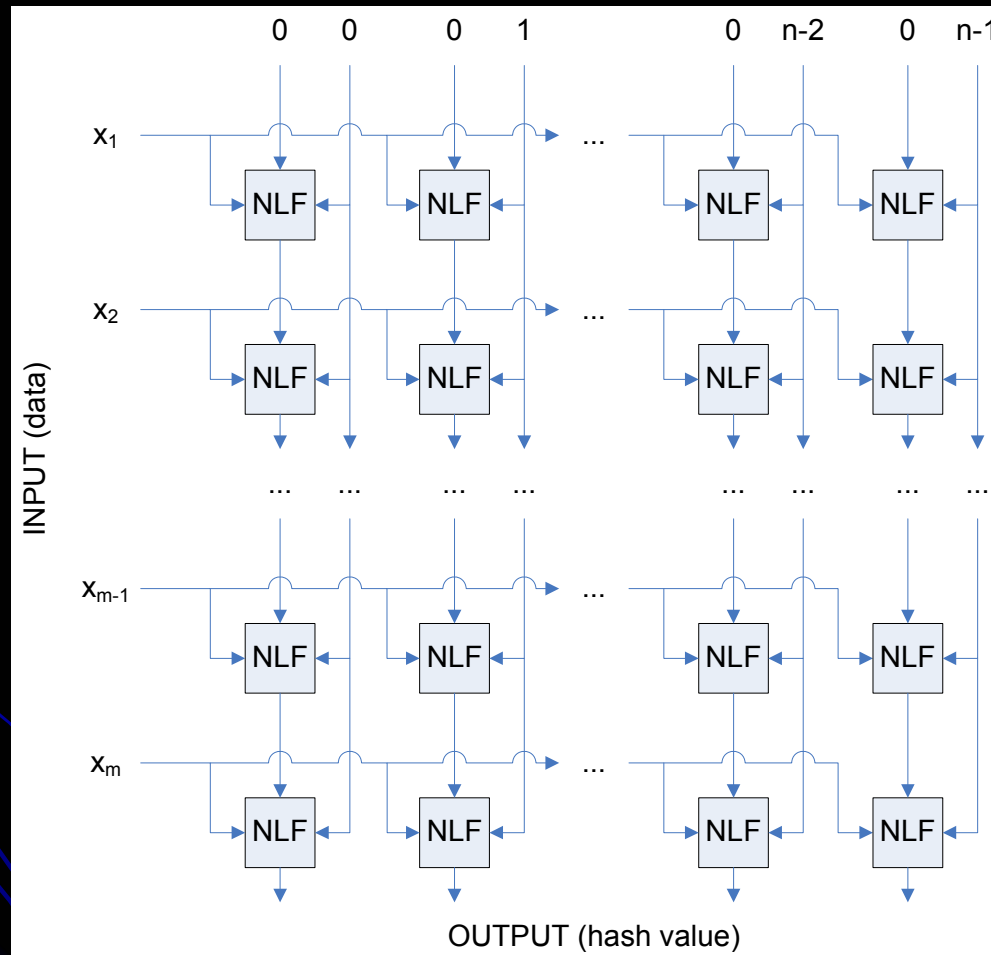 0 0 0 1 0 n-2 0 n-1
x₁ ...
NLF NLF NLF NLF
x₂ ...
NLF NLF NLF NLF
INPUT (data)
... ... ... ... ... ... ... ...
xₘ₋₁ ...
NLF NLF NLF NLF
xₘ ...
NLF NLF NLF NLF
OUTPUT (hash value)